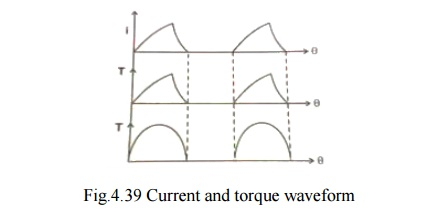 i
θ
T
θ
T
θ
Fig.4.39 Current and torque waveform